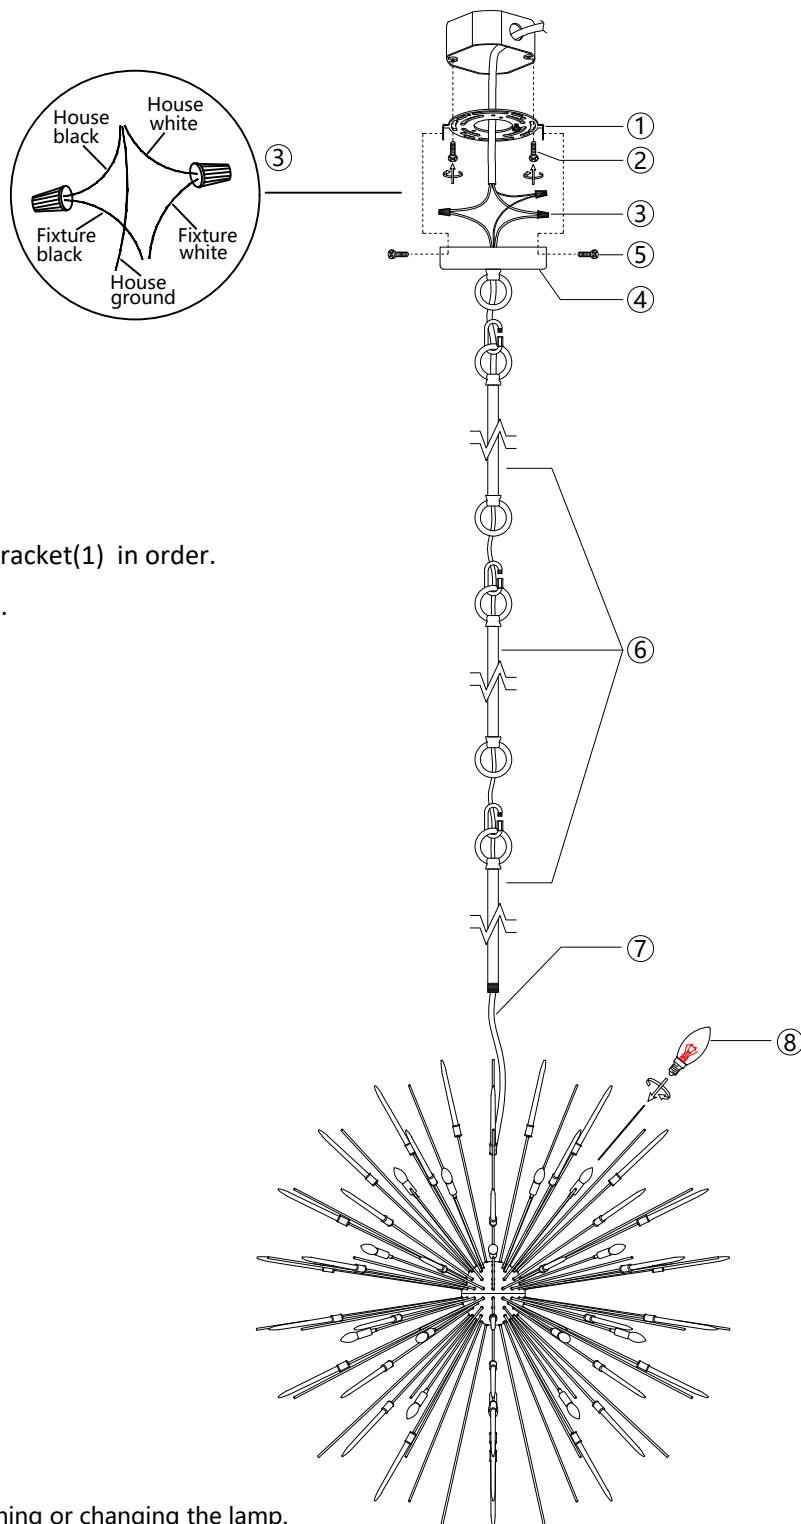 ①
②
③
⑤
④
House black
House white
③
Fixture black
Fixture white
House ground
racket(1) in order.
.
⑥
⑦
⑧
ning or changing the lamp.